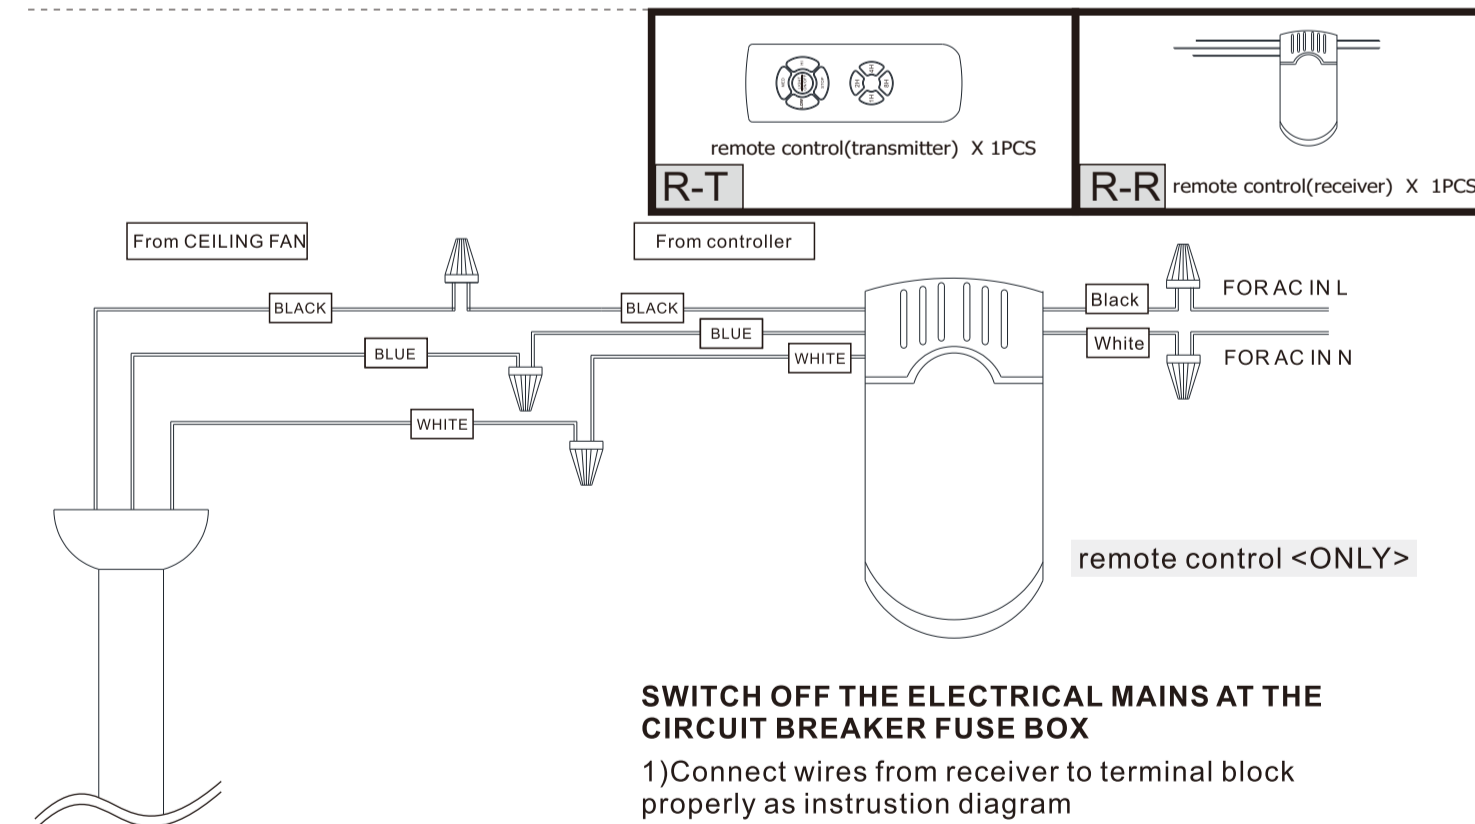 remote control(transmitter) X 1PCS
R-T
R-R
remote control(receiver) X 1PCS
From CEILING FAN
From controller
BLACK
BLACK
Black
FOR AC IN L
BLUE
BLUE
WHITE
White
FOR AC IN N
WHITE
remote control <ONLY>
SWITCH OFF THE ELECTRICAL MAINS AT THE
CIRCUIT BREAKER FUSE BOX
1)Connect wires from receiver to terminal block
properly as instrustion diagram